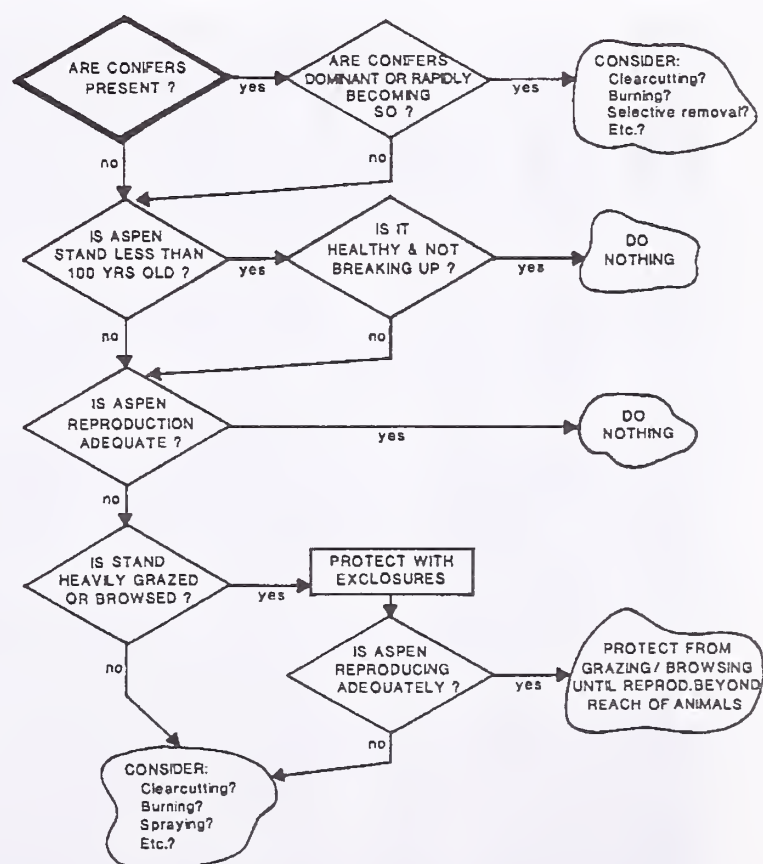 ARE CONIFERS
PRESENT ?
yes
ARE CONIFERS
DOMINANT OR RAPIDLY
BECOMING
SO ?
yes
CONSIDER:
Clearcutting?
Burning?
Selective removal?
Etc.?
no
no
IS ASPEN
STAND LESS THAN
100 YRS OLD ?
yes
IS IT
HEALTHY & NOT
BREAKING UP ?
yes
DO
NOTHING
no
no
IS ASPEN
REPRODUCTION
ADEQUATE ?
yes
DO
NOTHING
no
IS STAND
HEAVILY GRAZED
OR BROWSED ?
yes
PROTECT WITH
EXCLOSURES
IS ASPEN
REPRODUCING
ADEQUATELY ?
yes
PROTECT FROM
GRAZING/ BROWSING
UNTIL REPROD.BEYOND
REACH OF ANIMALS
no
no
CONSIDER:
Clearcutting?
Burning?
Spraying?
Etc.?